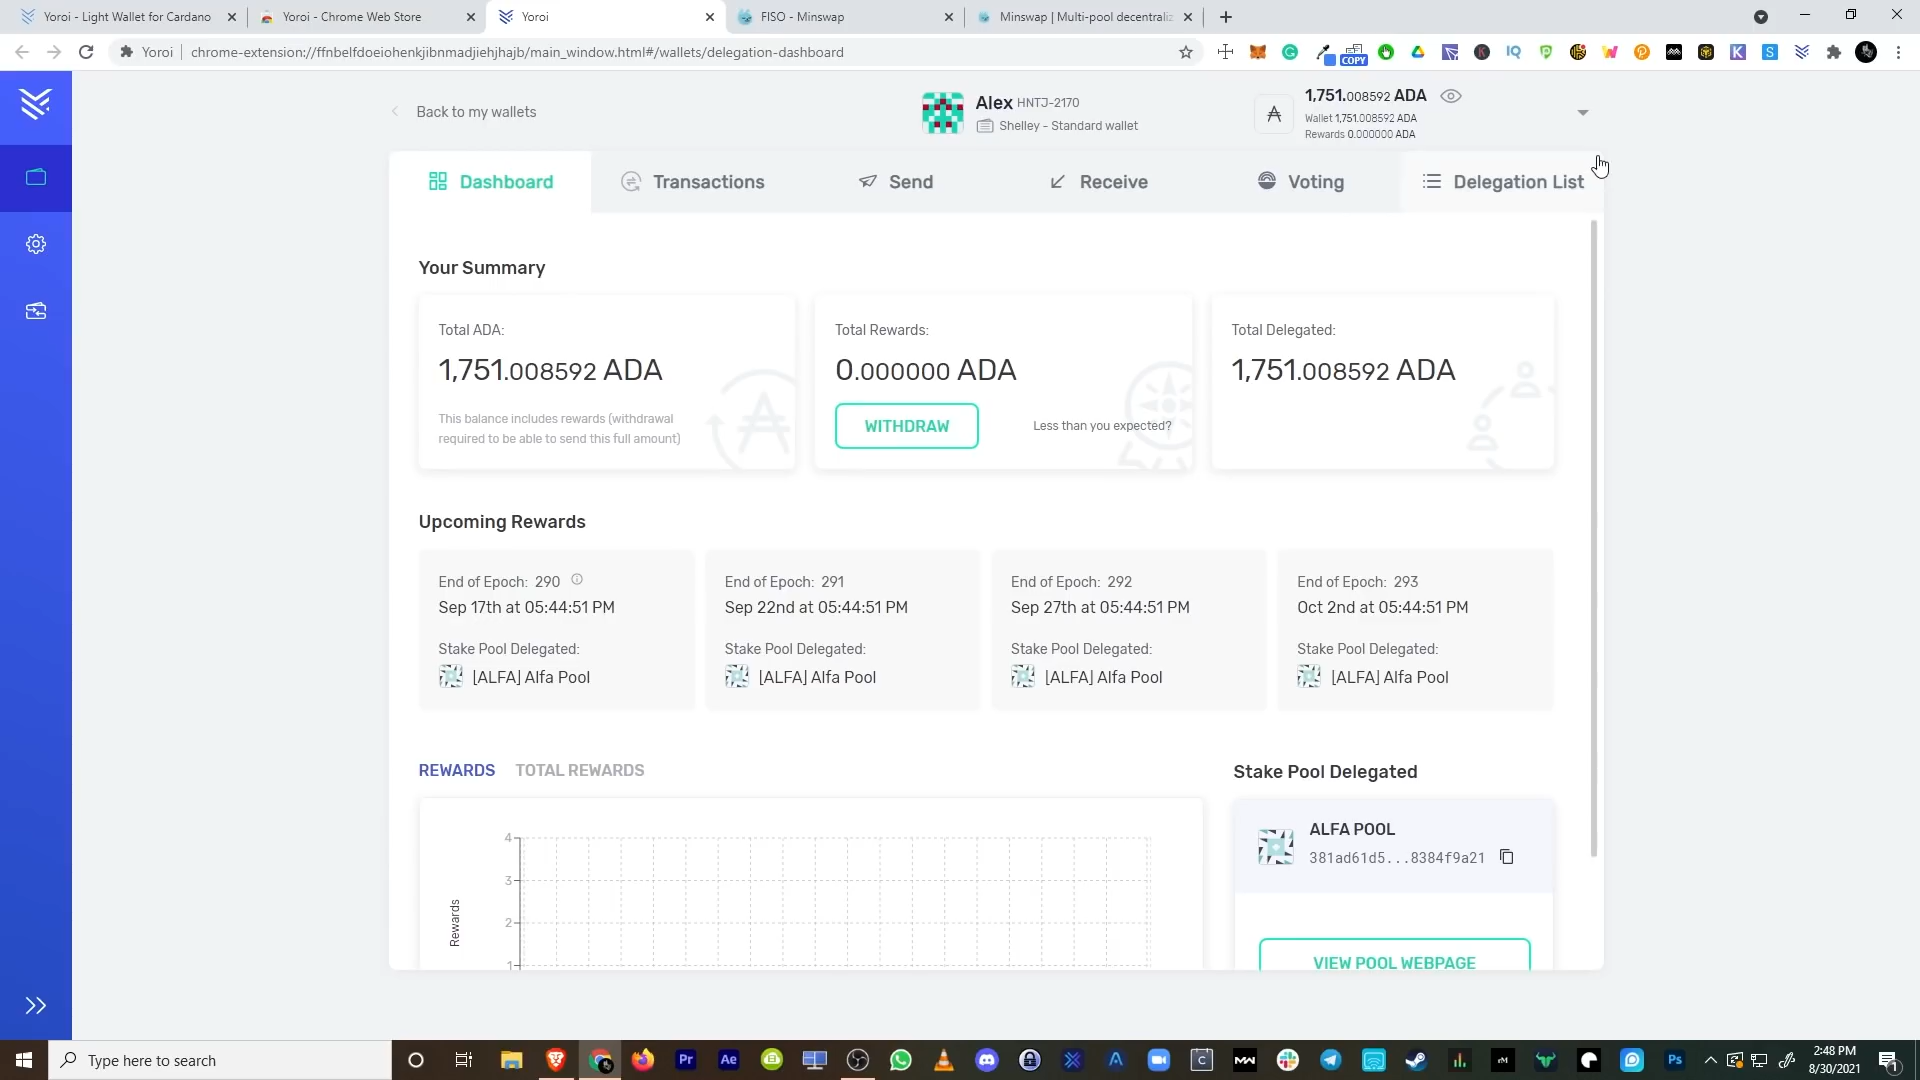 Yoroi - Light Wallet for Cardano
Yoroi - Chrome Web Store
Yoroi
FISO - Minswap
Minswap | Multi-pool decentraliz
Yoroi
chrome-extension://ffnbelfdoeiohenkjibnmadjiehjhajb/main_window.html#/wallets/delegation-dashboard
COPY
Back to my wallets
Alex HNTJ-2170
Shelley - Standard wallet
1,751.008592 ADA
Wallet 1,751.008592 ADA
Rewards 0.000000 ADA
Dashboard
Transactions
Send
Receive
Voting
Delegation List
Your Summary
Total ADA:
1,751.008592 ADA
This balance includes rewards (withdrawal
required to be able to send this full amount)
Total Rewards:
0.000000 ADA
WITHDRAW
Less than you expected?
Total Delegated:
1,751.008592 ADA
Upcoming Rewards
End of Epoch: 290
Sep 17th at 05:44:51 PM
Stake Pool Delegated:
[ALFA] Alfa Pool
End of Epoch: 291
Sep 22nd at 05:44:51 PM
Stake Pool Delegated:
[ALFA] Alfa Pool
End of Epoch: 292
Sep 27th at 05:44:51 PM
Stake Pool Delegated:
[ALFA] Alfa Pool
End of Epoch: 293
Oct 2nd at 05:44:51 PM
Stake Pool Delegated:
[ALFA] Alfa Pool
REWARDS
TOTAL REWARDS
Rewards
4
3
2
1
Stake Pool Delegated
ALFA POOL
381ad61d5...8384f9a21
VIEW POOL WEBPAGE
Type here to search
Pr
Ae
Ps
2:48 PM
8/30/2021
1